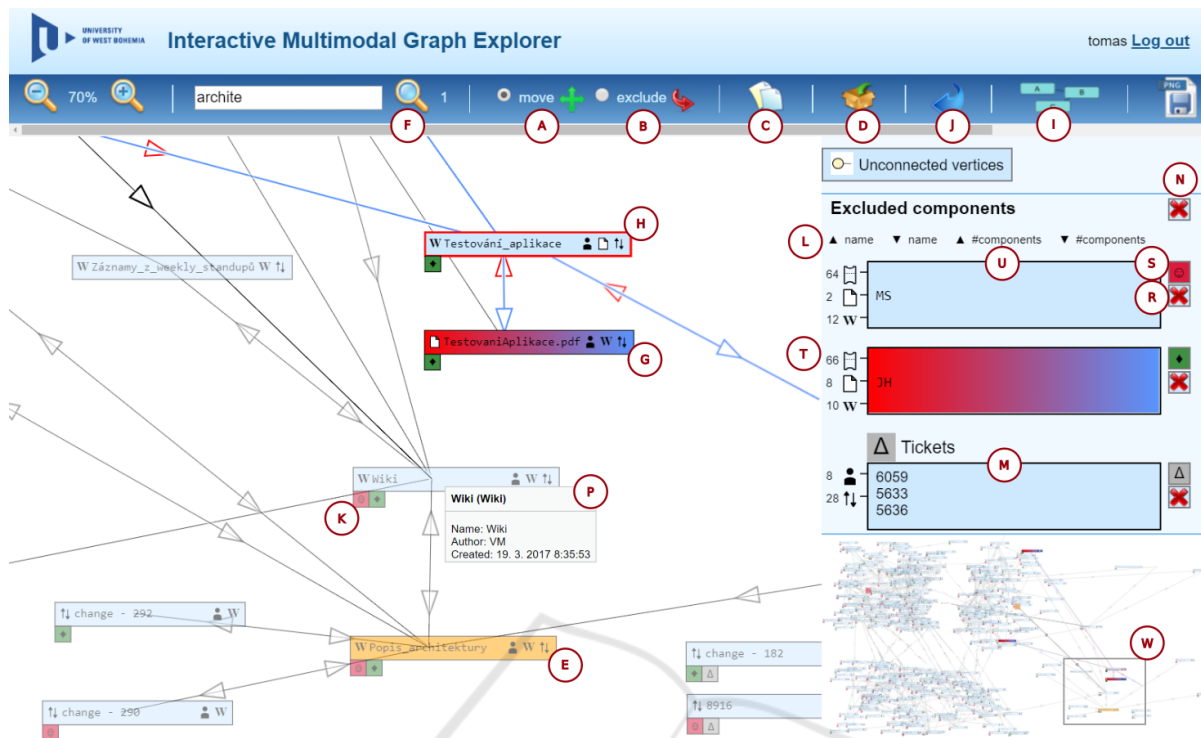 UNIVERSITY
OF WEST BOHEMIA
Interactive Multimodal Graph Explorer
tomas Log out
70%
archite
1
move
exclude
A
B
C
PNG
F
A
B
C
D
J
I
Unconnected vertices
N
Excluded components
L
▲ name ▼ name ▲ #components ▼ #components
H
W Testování_aplikace
W Záznamy_z_weekly_standupů W
U
S
64
2 MS
12 W
R
TestovaniAplikace.pdf W
G
T
66
8 JH
10 W
Δ Tickets
M
8 6059 Δ
28 5633
5636
W Wiki W
P
K
Wiki (Wiki)
Name: Wiki
Author: VM
Created: 19. 3. 2017 8:35:53
change - 292 W
W Popis_architektury W
E
change - 182
Δ
W
change - 290 W
8916
Δ